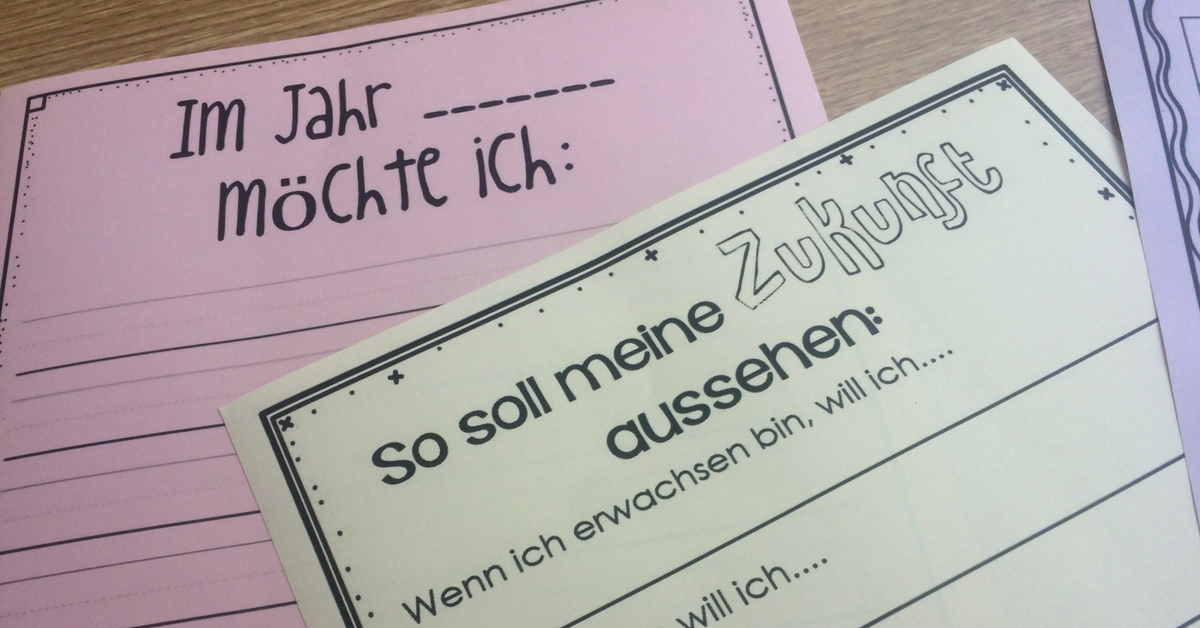 Im Jahr _______
möchte ich:
So soll meine Zukunft
aussehen:
Wenn ich erwachsen bin, will ich....
will ich....